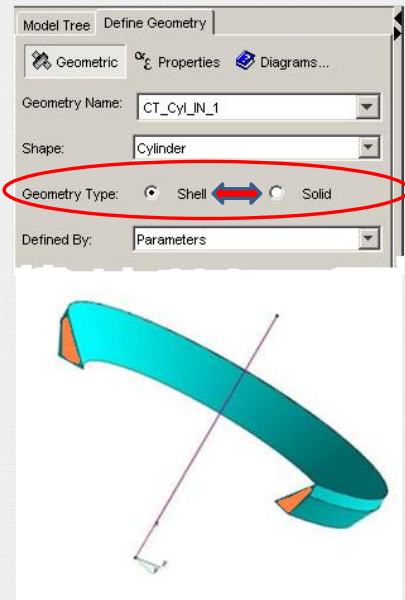 Model Tree Define Geometry
Geometric αε Properties Diagrams...
Geometry Name: CT_Cyl_IN_1
Shape: Cylinder
Geometry Type: Shell Solid
Defined By: Parameters
z